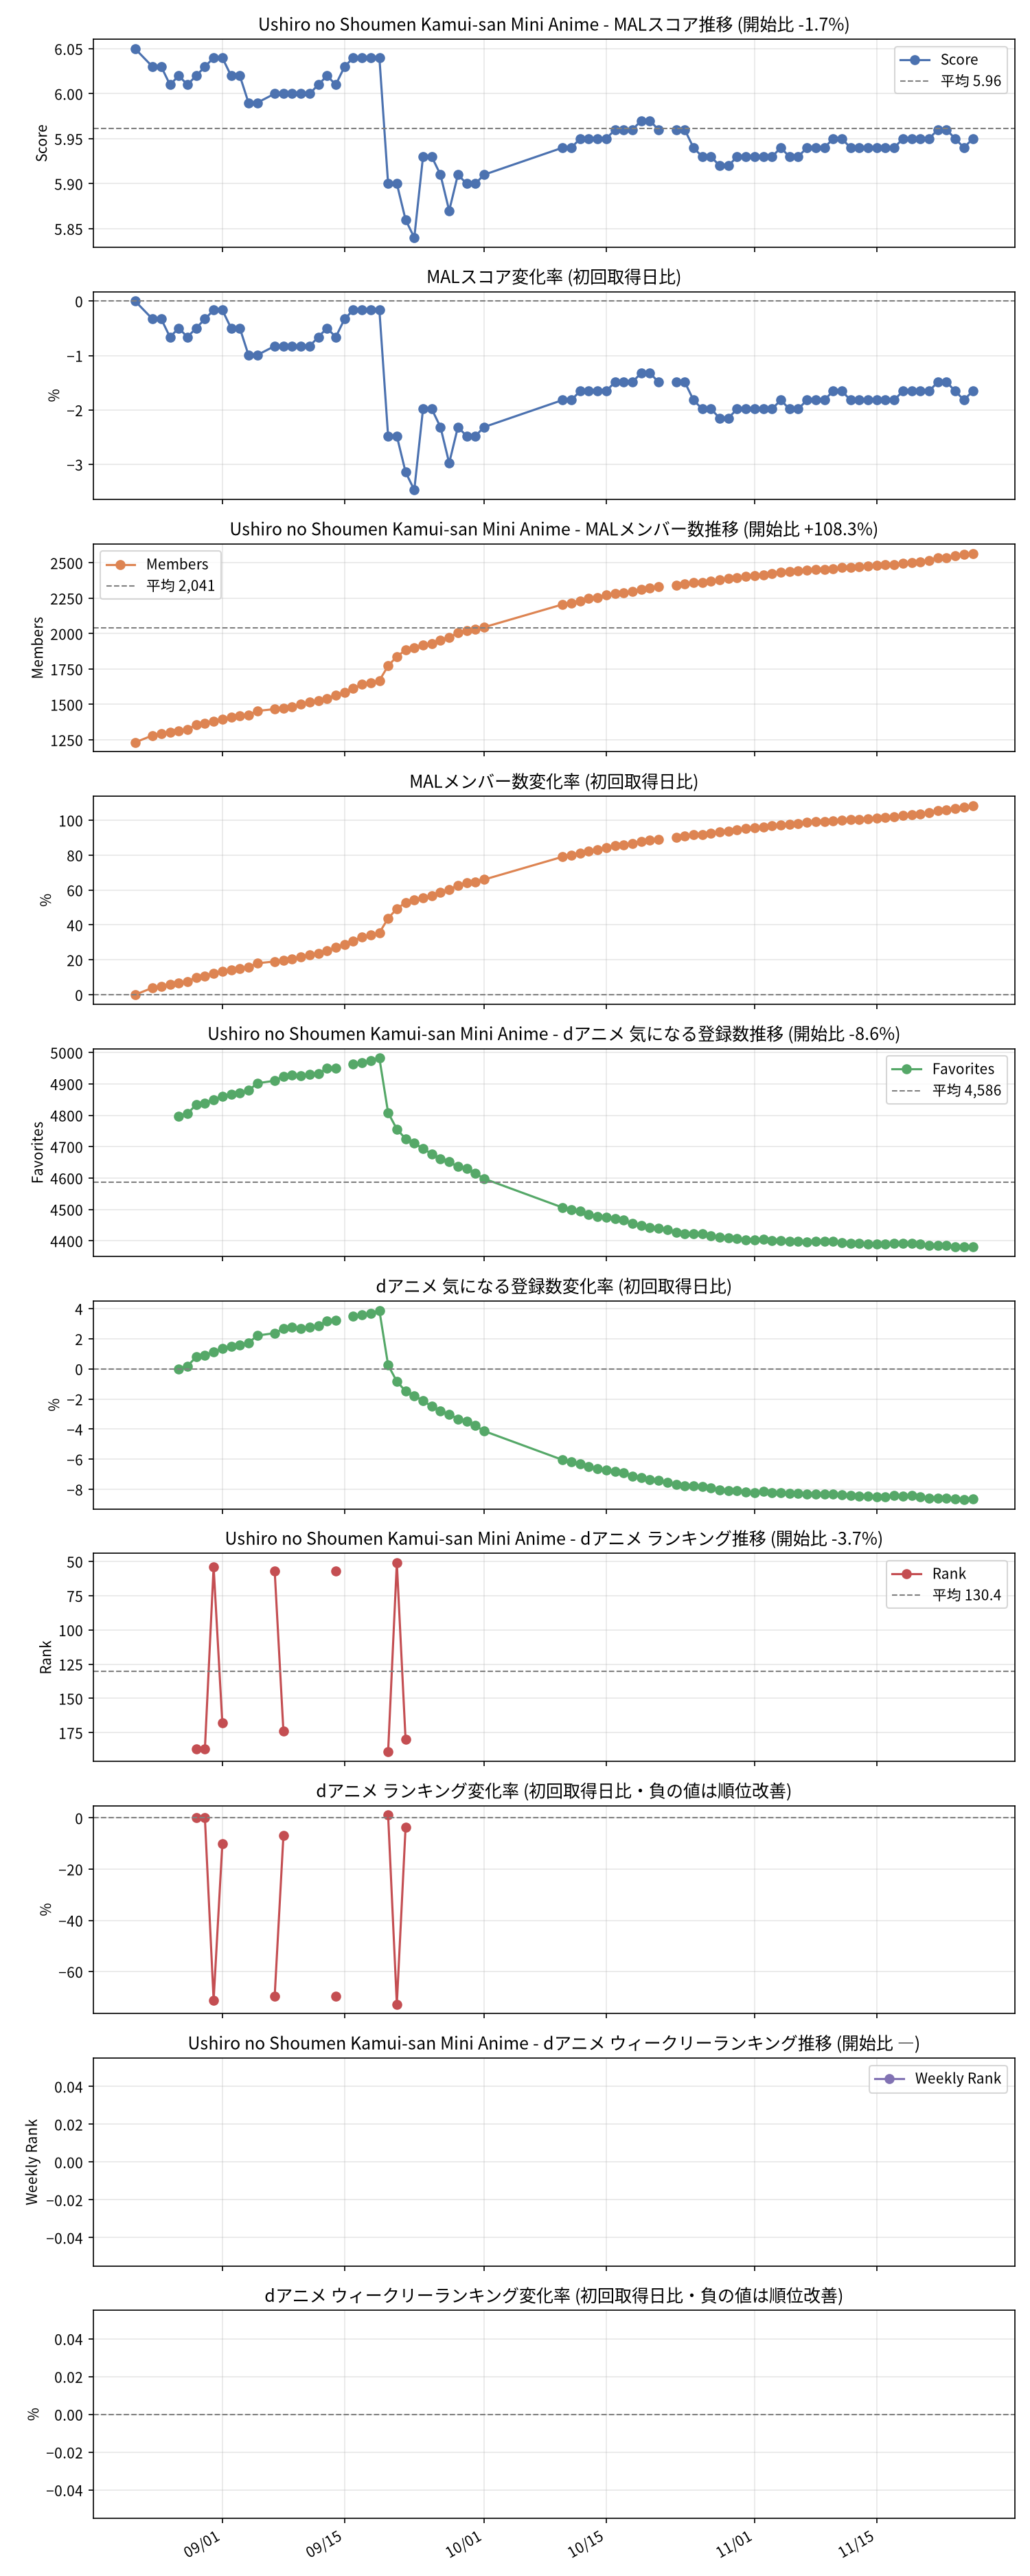 Ushiro no Shoumen Kamui-san Mini Anime - MALスコア推移 (開始比 -1.7%)
6.05
6.00
5.95
5.90
5.85
Score
Score
平均 5.96
MALスコア変化率 (初回取得日比)
0
−1
−2
−3
%
Ushiro no Shoumen Kamui-san Mini Anime - MALメンバー数推移 (開始比 +108.3%)
2500
2250
2000
1750
1500
1250
Members
Members
平均 2,041
MALメンバー数変化率 (初回取得日比)
100
80
60
40
20
0
%
Ushiro no Shoumen Kamui-san Mini Anime - dアニメ 気になる登録数推移 (開始比 -8.6%)
5000
4900
4800
4700
4600
4500
4400
Favorites
Favorites
平均 4,586
dアニメ 気になる登録数変化率 (初回取得日比)
4
2
0
−2
−4
−6
−8
%
Ushiro no Shoumen Kamui-san Mini Anime - dアニメ ランキング推移 (開始比 -3.7%)
50
75
100
125
150
175
Rank
Rank
平均 130.4
dアニメ ランキング変化率 (初回取得日比・負の値は順位改善)
0
−20
−40
−60
%
Ushiro no Shoumen Kamui-san Mini Anime - dアニメ ウィークリーランキング推移 (開始比 —)
0.04
0.02
0.00
−0.02
−0.04
Weekly Rank
Weekly Rank
dアニメ ウィークリーランキング変化率 (初回取得日比・負の値は順位改善)
0.04
0.02
0.00
−0.02
−0.04
%
09/01
09/15
10/01
10/15
11/01
11/15